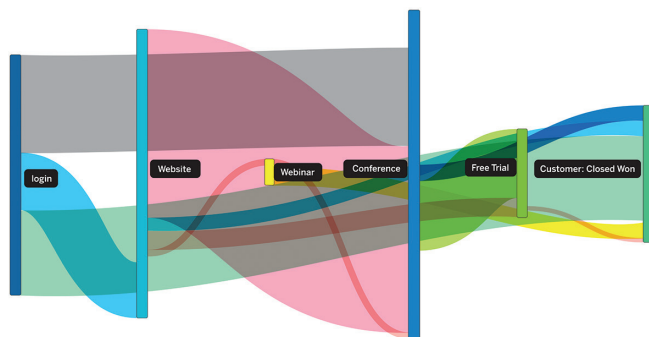 login
Website
Webinar
Conference
Free Trial
Customer: Closed Won